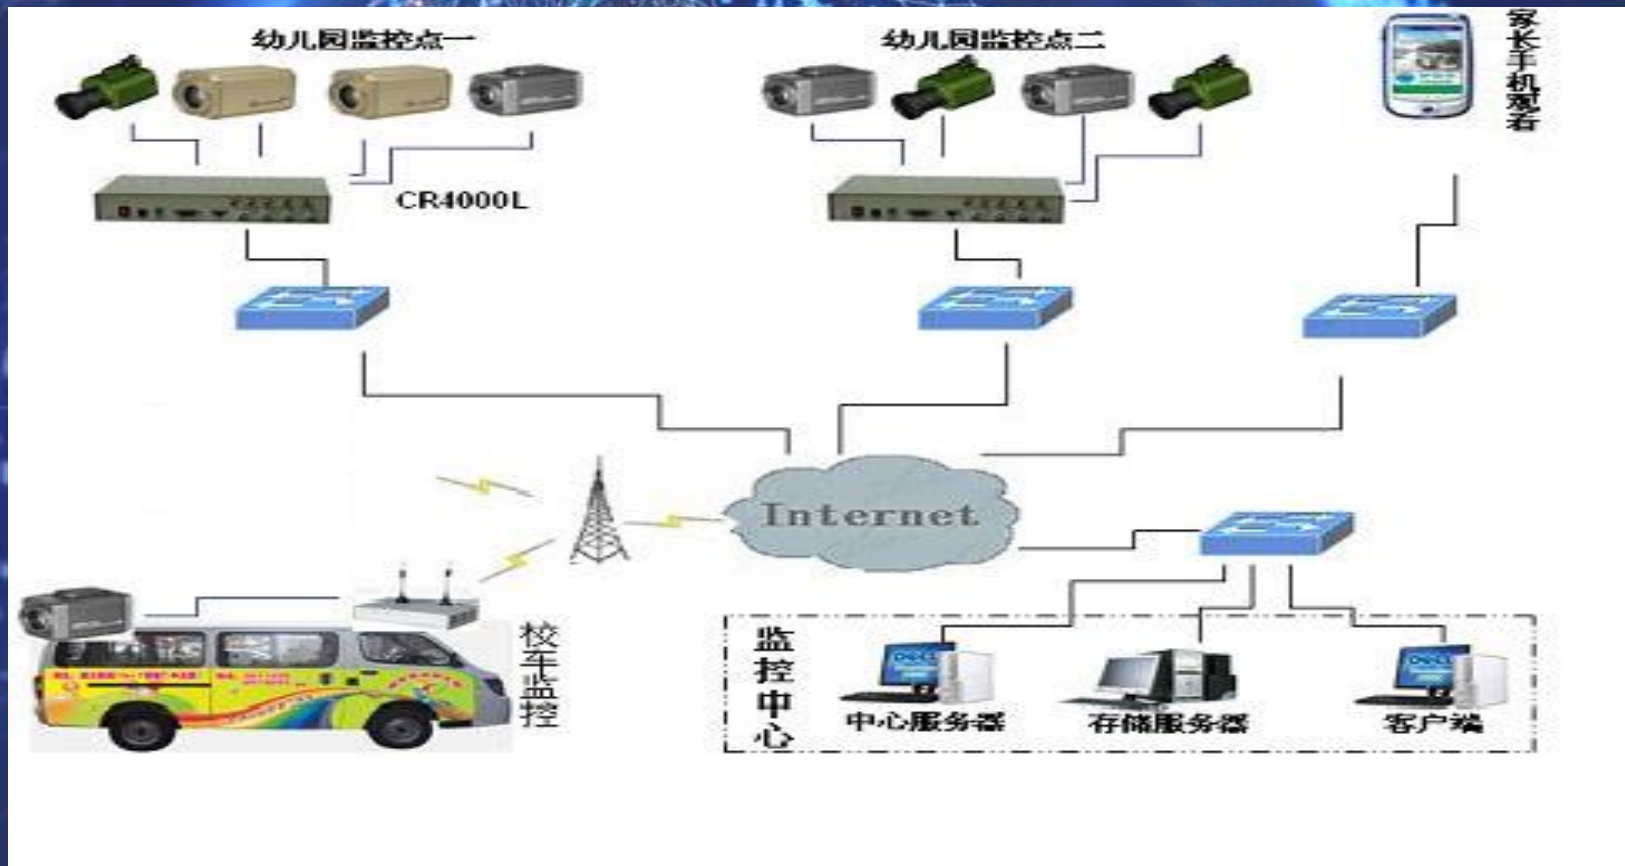 幼儿园监控点一
幼儿园监控点二
家长手机观看
CR4000L
Internet
校车监控
监控中心
DELL
DELL
中心服务器
存储服务器
客户端